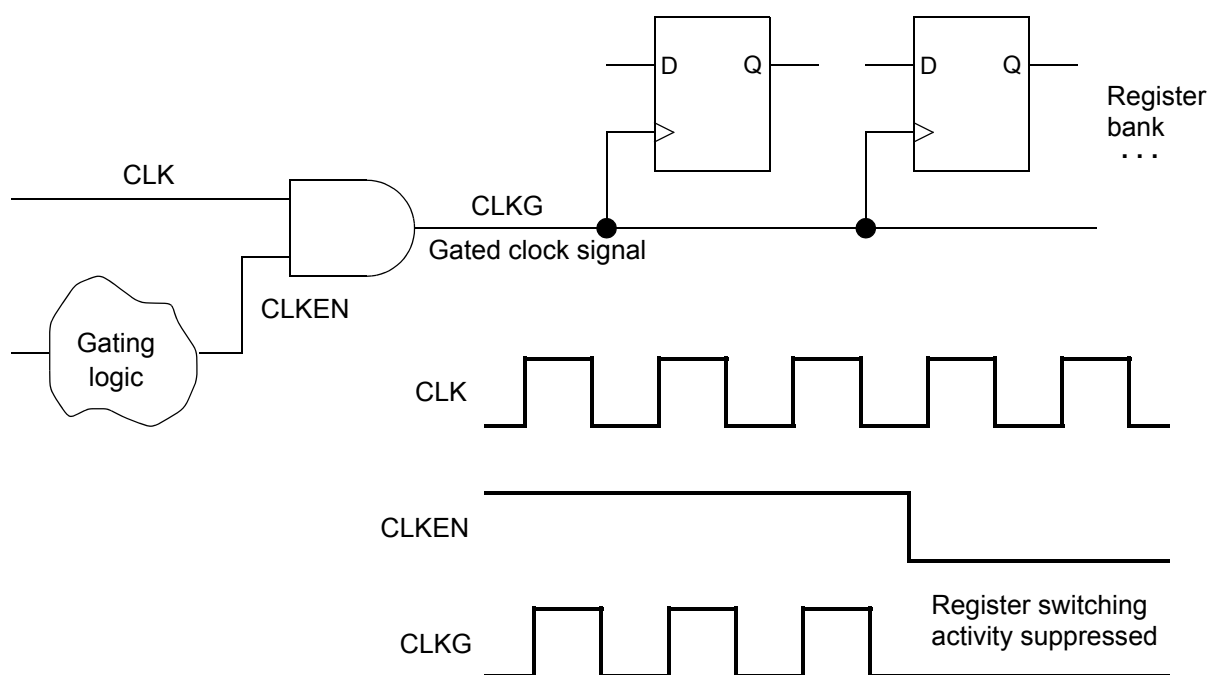 D Q
D Q
Register
bank
. . .
CLK
CLKG
Gated clock signal
CLKEN
Gating
logic
CLK
CLKEN
Register switching
activity suppressed
CLKG